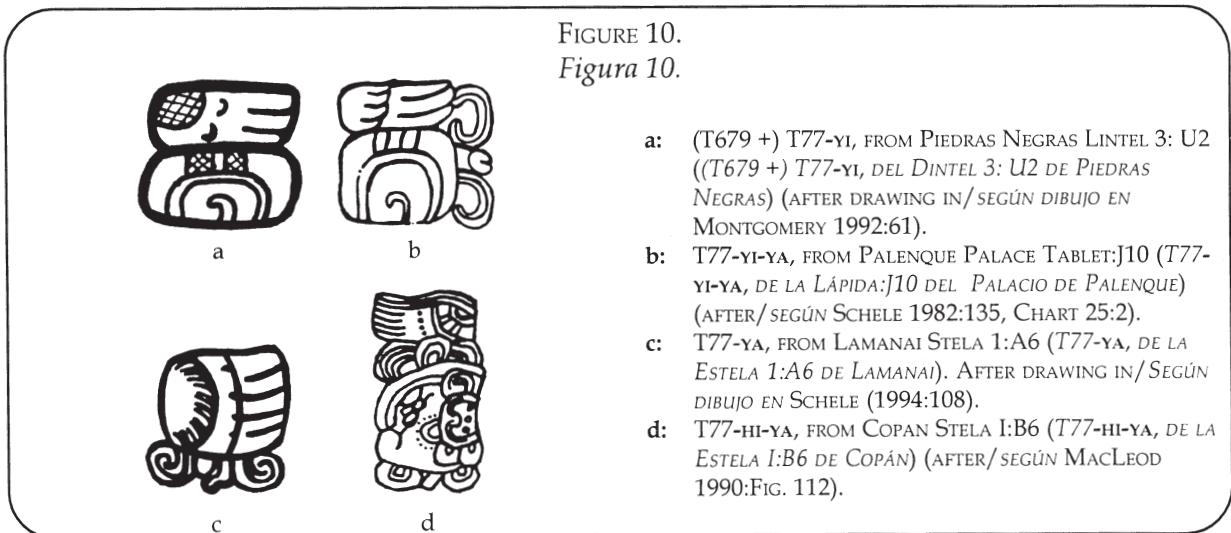 FIGURE 10.
Figura 10.
a
b
c
d
a: (T679 +) T77-YI, FROM PIEDRAS NEGRAS LINTEL 3: U2
((T679 +) T77-YI, DEL DINTEL 3: U2 DE PIEDRAS
NEGRAS) (AFTER DRAWING IN/SEGÚN DIBUJO EN
MONTGOMERY 1992:61).
b: T77-YI-YA, FROM PALENQUE PALACE TABLET:J10 (T77-
YI-YA, DE LA LÁPIDA:J10 DEL PALACIO DE PALENQUE)
(AFTER/SEGÚN SCHELE 1982:135, CHART 25:2).
c: T77-YA, FROM LAMANAI STELA 1:A6 (T77-YA, DE LA
ESTELA 1:A6 DE LAMANAI). AFTER DRAWING IN/SEGÚN
DIBUJO EN SCHELE (1994:108).
d: T77-HI-YA, FROM COPAN STELA I:B6 (T77-HI-YA, DE LA
ESTELA I:B6 DE COPÁN) (AFTER/SEGÚN MACLEOD
1990:FIG. 112).